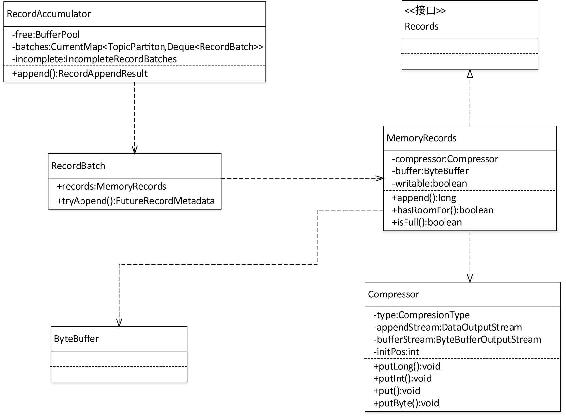 RecordAccumulator
-free:BufferPool
-batches:CurrentMap<TopicPartiton,Deque<RecordBatch>>
-incomplete:IncompleteRecordBatches
+append():RecordAppendResult
<<接口>>
Records
RecordBatch
+records:MemoryRecords
+tryAppend():FutureRecordMetadata
MemoryRecords
-compressor:Compressor
-buffer:ByteBuffer
-writable:boolean
+append():long
+hasRoomFor():boolean
+isFull():boolean
ByteBuffer
Compressor
-type:CompresionType
-appendStream:DataOutputStream
-bufferStream:ByteBufferOutputStream
-initPos:int
+putLong():void
+putInt():void
+put():void
+putByte():void